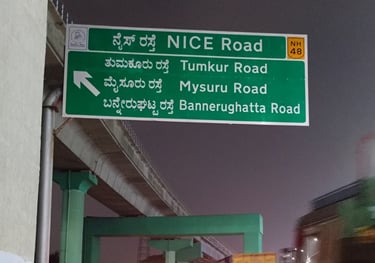 ನೈಸ್ ರಸ್ತೆ NICE Road NH 48
ತುಮಕೂರು ರಸ್ತೆ Tumkur Road
ಮೈಸೂರು ರಸ್ತೆ Mysuru Road
ಬನ್ನೇರುಘಟ್ಟ ರಸ್ತೆ Bannerughatta Road